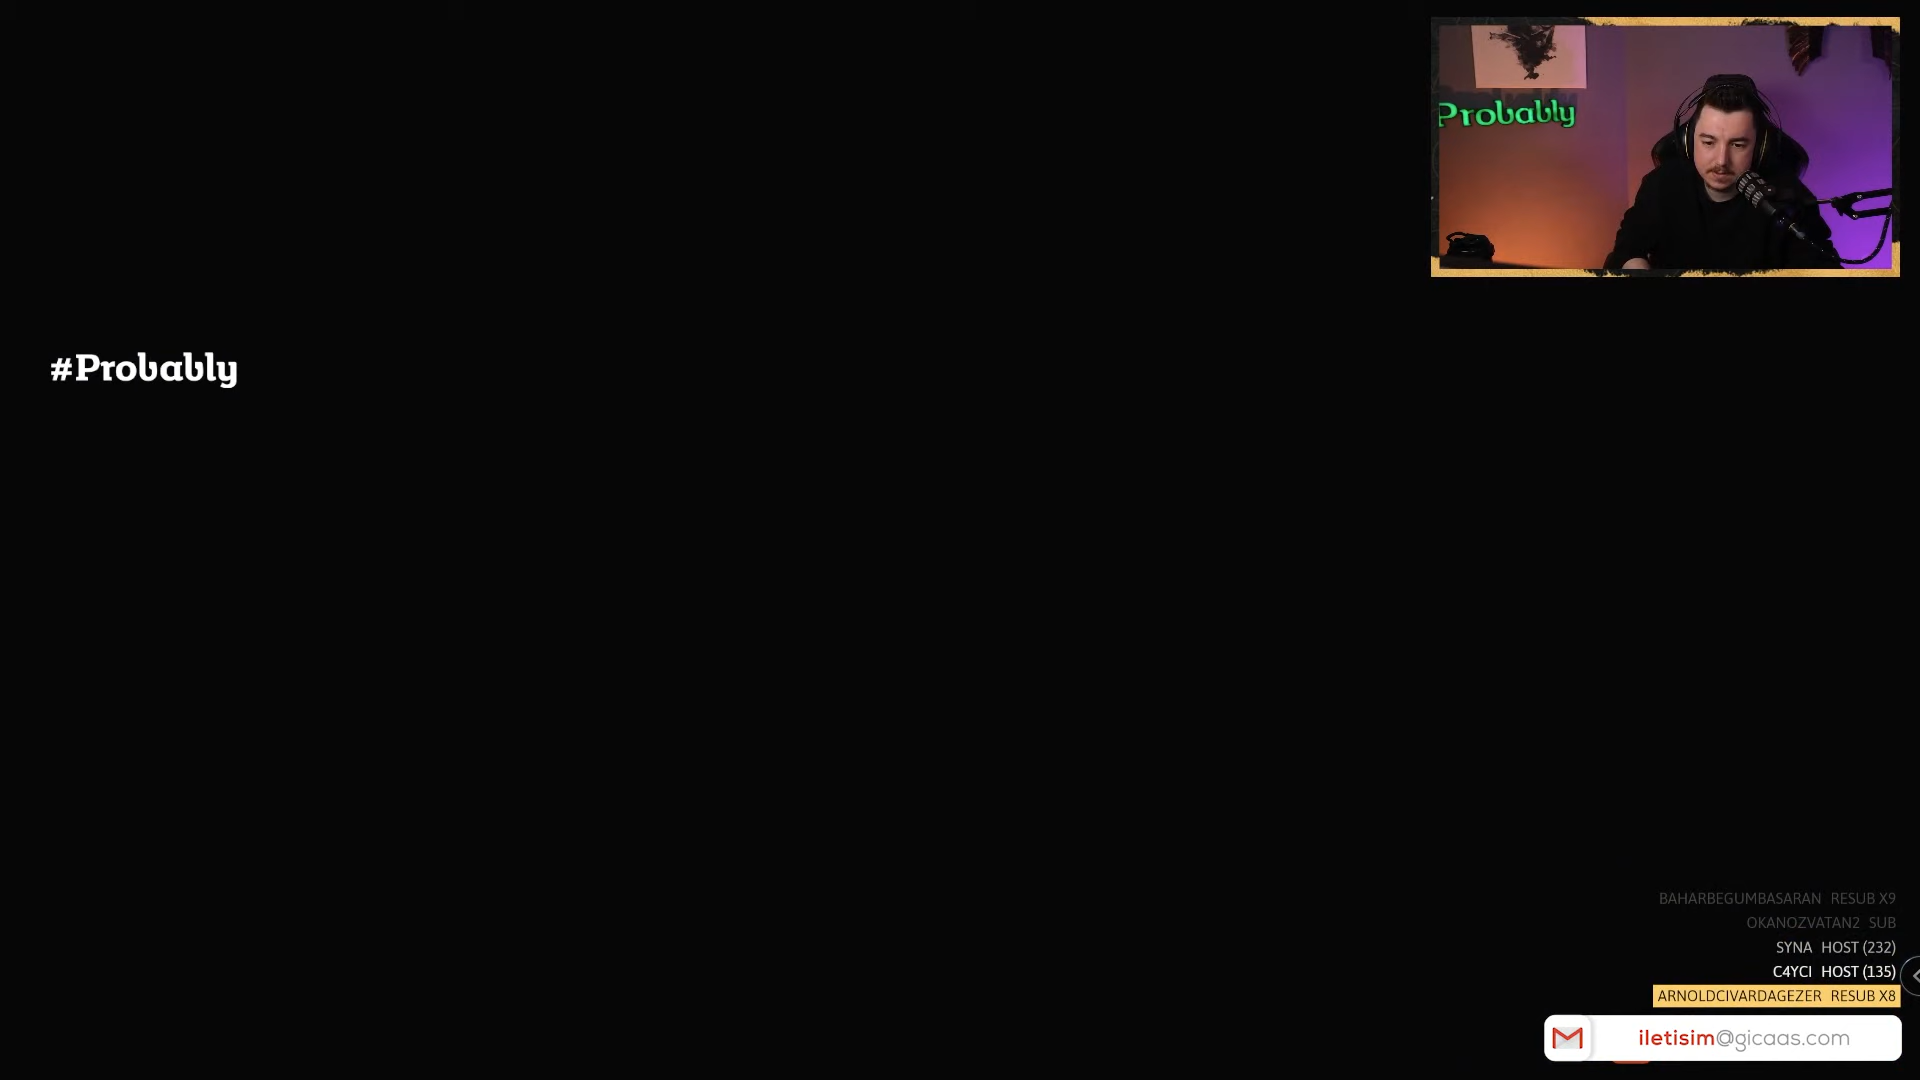 Probably
#Probably
BAHARBEGUMBASARAN RESUB X9
OKANOZVATAN2 SUB
SYNA HOST (232)
C4YCI HOST (135)
ARNOLDCIVARDAGEZER RESUB X8
iletisim@gicaas.com